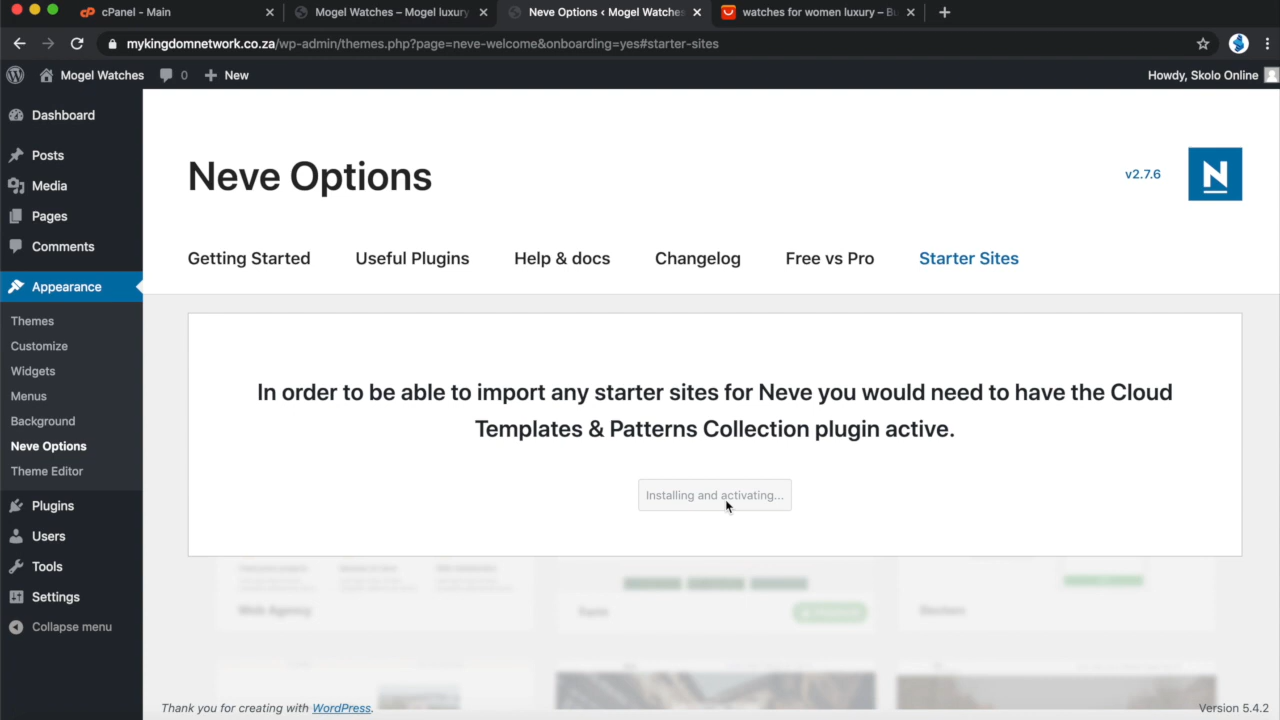 cPanel - Main
Mogel Watches – Mogel luxury
Neve Options ‹ Mogel Watches
watches for women luxury – Bu
mykingdomnetwork.co.za/wp-admin/themes.php?page=neve-welcome&onboarding=yes#starter-sites
Mogel Watches
0
New
Howdy, Skolo Online
Dashboard
Posts
Media
Pages
Comments
Appearance
Themes
Customize
Widgets
Menus
Background
Neve Options
Theme Editor
Plugins
Users
Tools
Settings
Collapse menu
Neve Options
v2.7.6
N
Getting Started
Useful Plugins
Help & docs
Changelog
Free vs Pro
Starter Sites
In order to be able to import any starter sites for Neve you would need to have the Cloud
Templates & Patterns Collection plugin active.
Installing and activating...
Web Agency
Doctors
Thank you for creating with WordPress.
Version 5.4.2